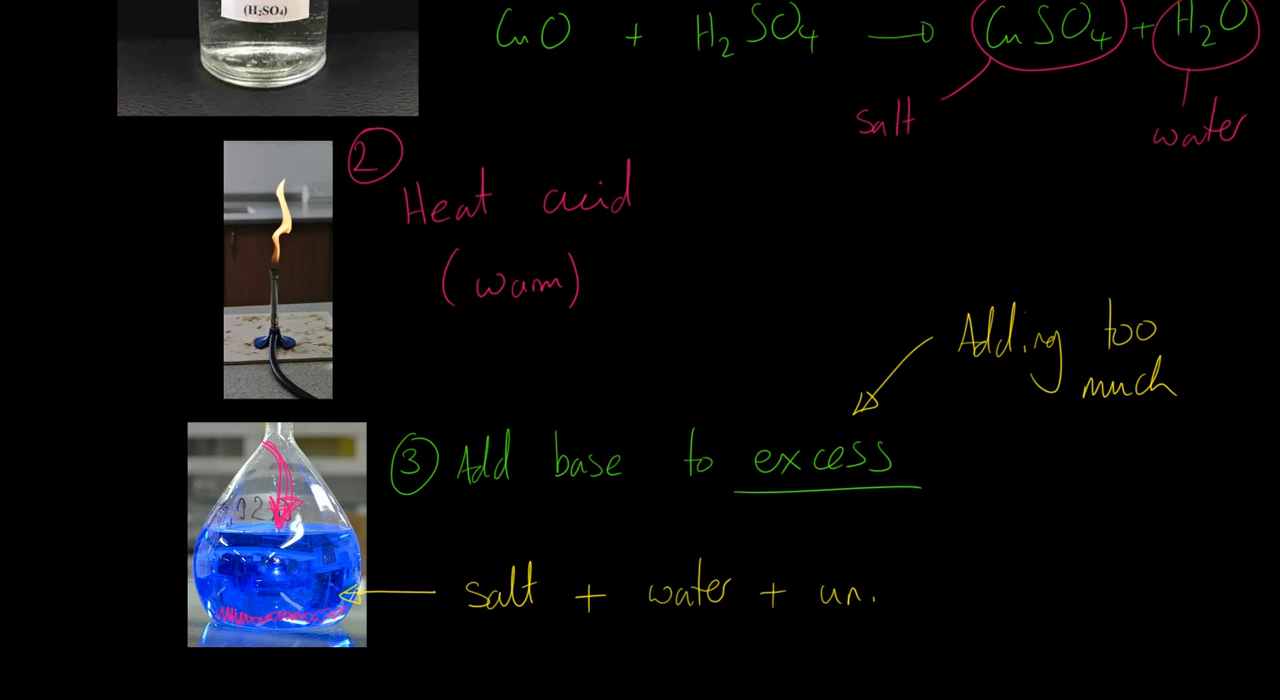 (H₂SO₄)
CuO + H₂SO₄ → CuSO₄ + H₂O
salt
water
2
Heat acid
(warm)
Adding too
much
3 Add base to excess
salt + water + un.